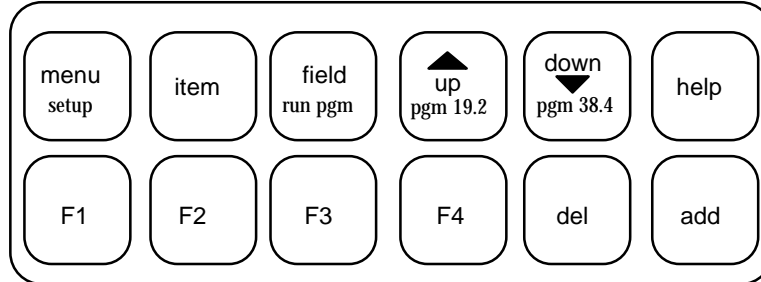 menu
setup
item
field
run pgm
up
pgm 19.2
down
pgm 38.4
help
F1
F2
F3
F4
del
add